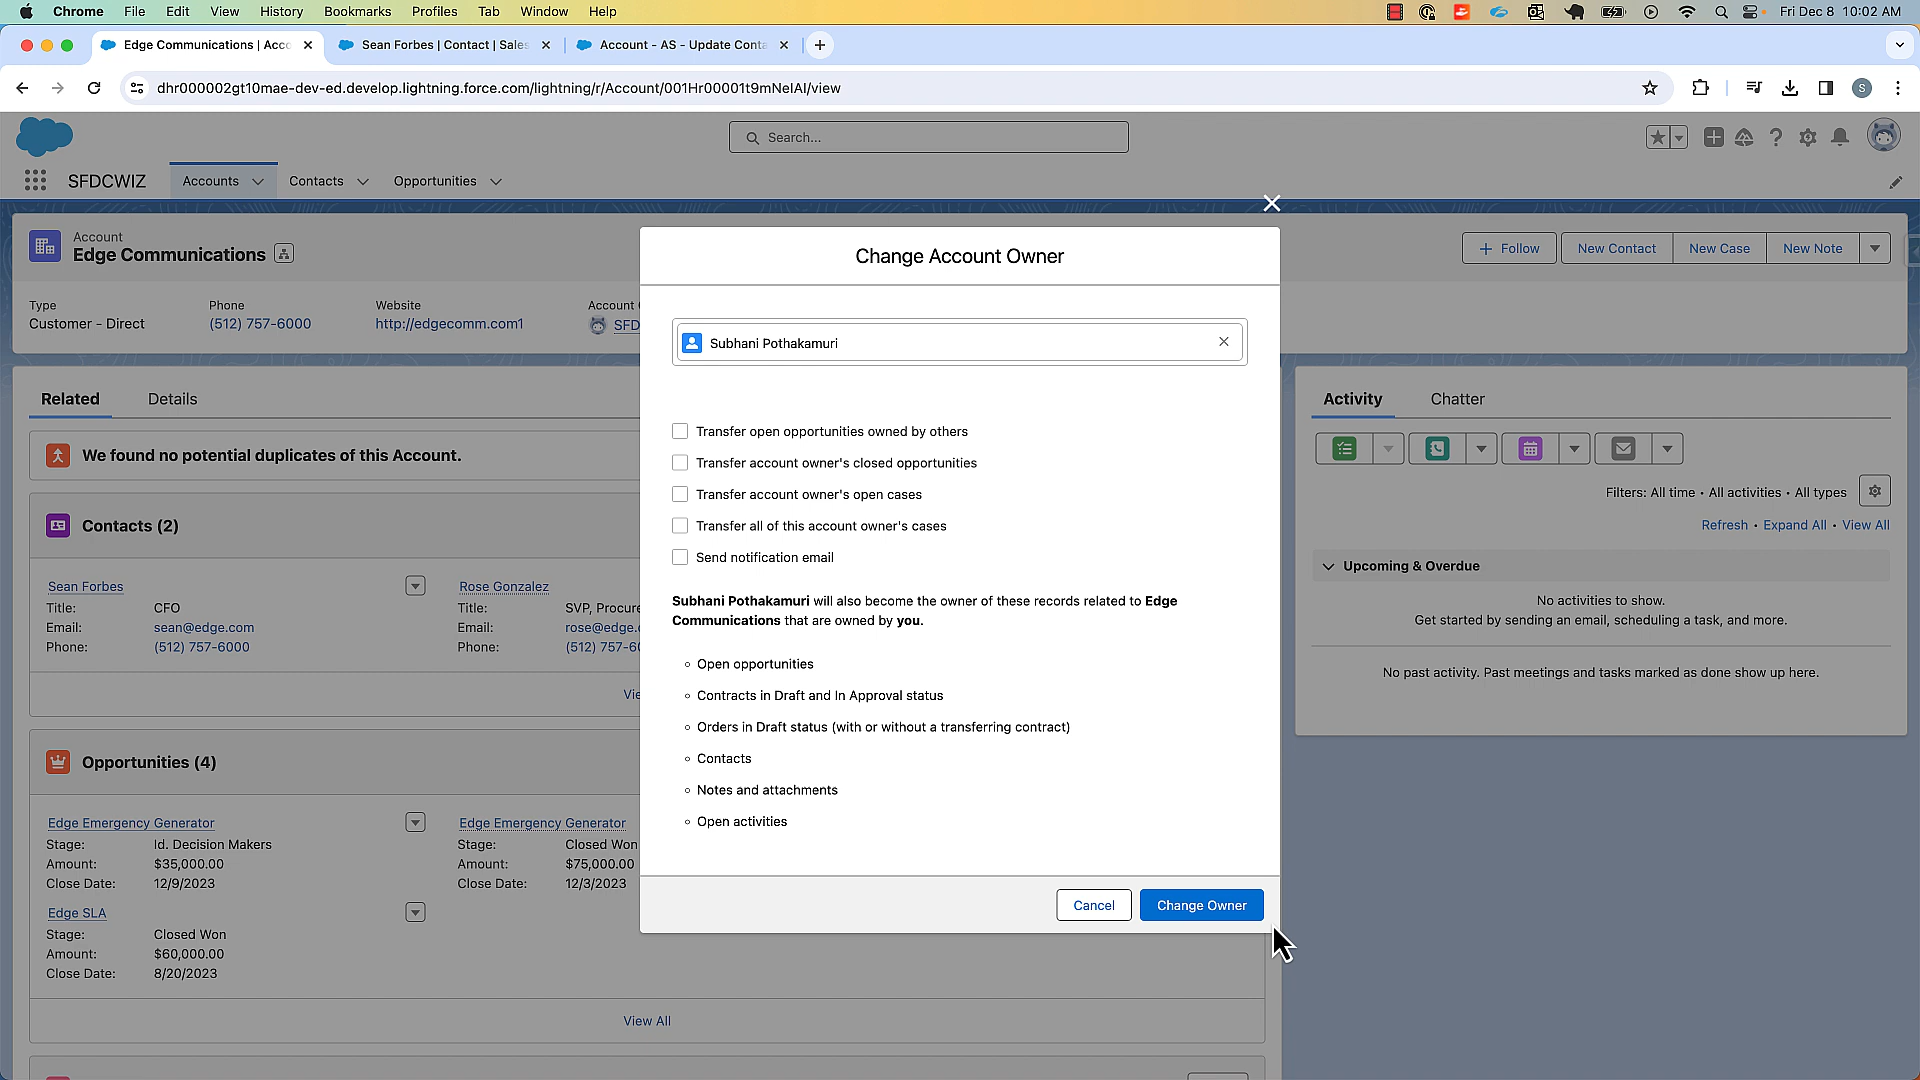 Chrome File Edit View History Bookmarks Profiles Tab Window Help Fri Dec 8 10:02 AM
Edge Communications | Acc
Sean Forbes | Contact | Sales
Account - AS - Update Conta
dhr000002gt10mae-dev-ed.develop.lightning.force.com/lightning/r/Account/001Hr00001t9mNeIAI/view
S
Search...
SFDCWIZ Accounts Contacts Opportunities
Account
Edge Communications
Follow New Contact New Case New Note
Type Phone Website Account
Customer - Direct (512) 757-6000 http://edgecomm.com1 SFD
Related Details
We found no potential duplicates of this Account.
Contacts (2)
Sean Forbes Rose Gonzalez
Title: CFO Title: SVP, Procure
Email: sean@edge.com Email: rose@edge.
Phone: (512) 757-6000 Phone: (512) 757-6
Vie
Opportunities (4)
Edge Emergency Generator Edge Emergency Generator
Stage: Id. Decision Makers Stage: Closed Won
Amount: $35,000.00 Amount: $75,000.00
Close Date: 12/9/2023 Close Date: 12/3/2023
Edge SLA
Stage: Closed Won
Amount: $60,000.00
Close Date: 8/20/2023
View All
Change Account Owner
Subhani Pothakamuri
Transfer open opportunities owned by others
Transfer account owner's closed opportunities
Transfer account owner's open cases
Transfer all of this account owner's cases
Send notification email
Subhani Pothakamuri will also become the owner of these records related to Edge
Communications that are owned by you.
Open opportunities
Contracts in Draft and In Approval status
Orders in Draft status (with or without a transferring contract)
Contacts
Notes and attachments
Open activities
Cancel Change Owner
Activity Chatter
Filters: All time • All activities • All types
Refresh • Expand All • View All
Upcoming & Overdue
No activities to show.
Get started by sending an email, scheduling a task, and more.
No past activity. Past meetings and tasks marked as done show up here.